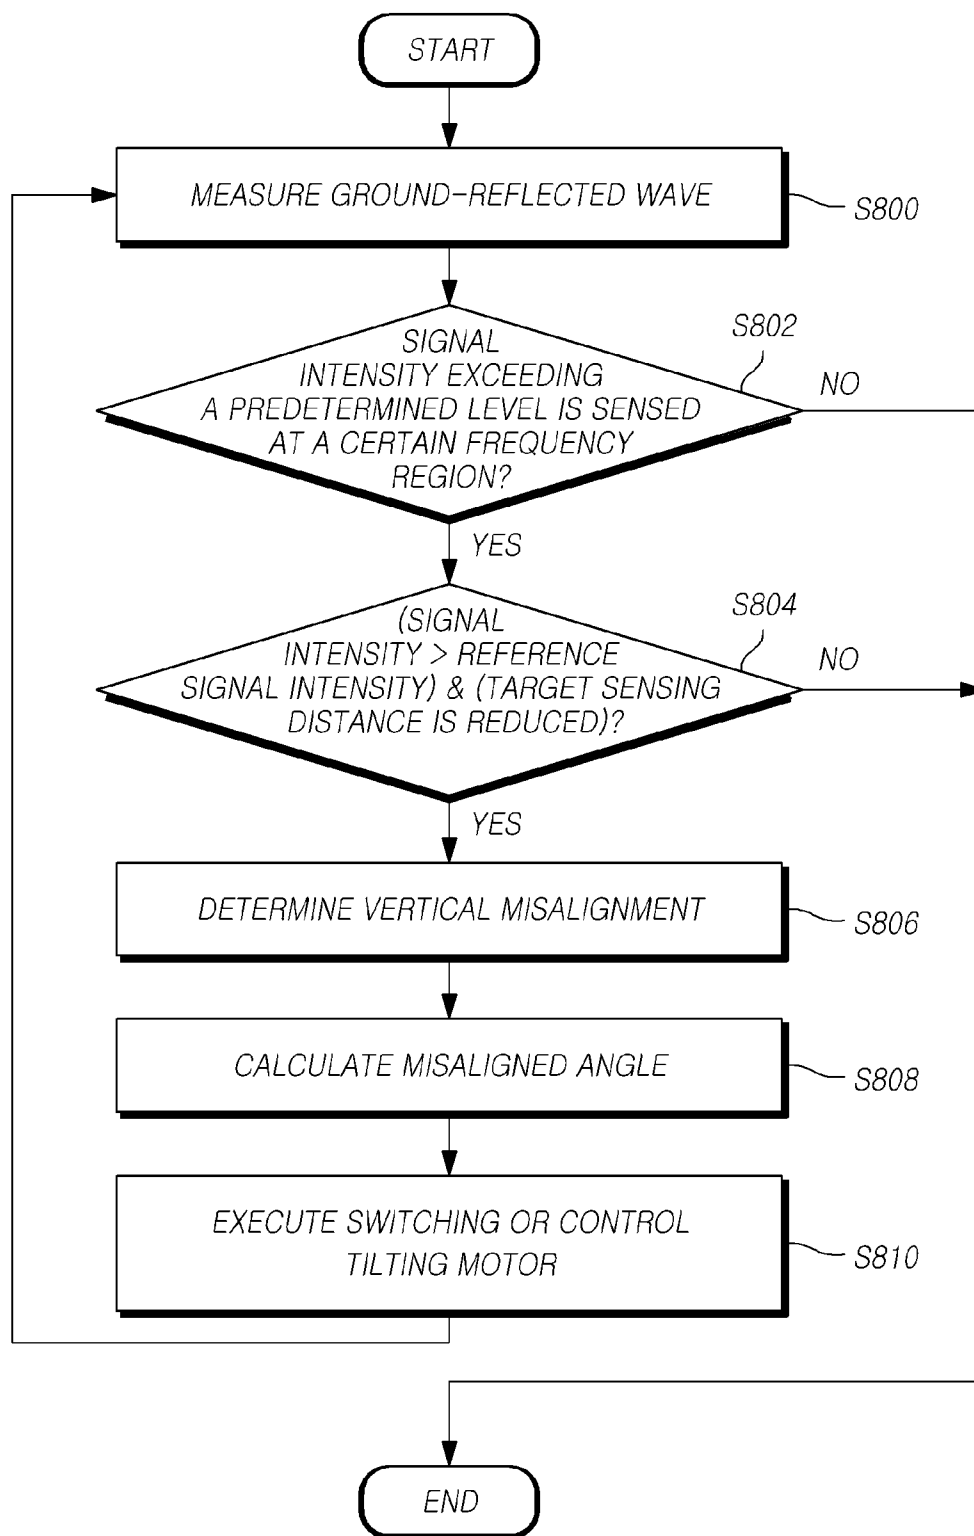 START
MEASURE GROUND-REFLECTED WAVE
S800
SIGNAL
INTENSITY EXCEEDING
A PREDETERMINED LEVEL IS SENSED
AT A CERTAIN FREQUENCY
REGION?
S802
NO
YES
(SIGNAL
INTENSITY > REFERENCE
SIGNAL INTENSITY) & (TARGET SENSING
DISTANCE IS REDUCED)?
S804
NO
YES
DETERMINE VERTICAL MISALIGNMENT
S806
CALCULATE MISALIGNED ANGLE
S808
EXECUTE SWITCHING OR CONTROL
TILTING MOTOR
S810
END